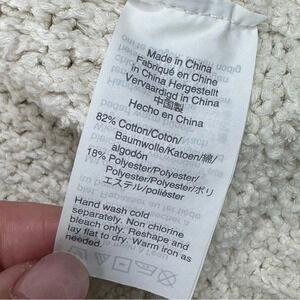 Made in China
Fabriqué en Chine
in China Hergestellt
Vervaardigd in China
中国製
Hecho en China
82% Cotton/Coton/
Baumwolle/Katoen/綿/
algodón
18% Polyester/Polyester/
Polyester/Polyester/ポリ
エステル/poliéster
Hand wash cold
separately. Non chlorine
bleach only. Reshape and
lay flat to dry. Warm iron as
needed.